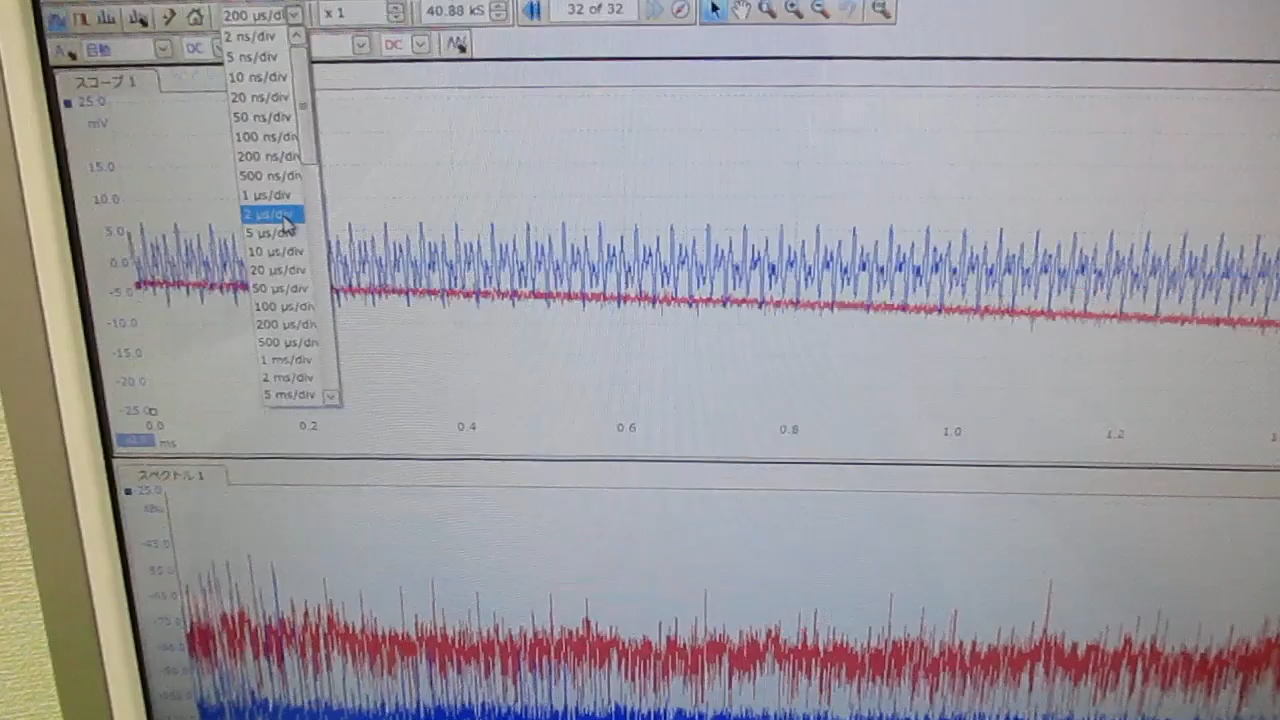 200 µs/di
x 1
40.88 kS
32 of 32
A
自動
DC
DC
2 ns/div
5 ns/div
10 ns/div
20 ns/div
50 ns/div
100 ns/div
200 ns/div
500 ns/div
1 µs/div
2 µs/div
5 µs/div
10 µs/div
20 µs/div
50 µs/div
100 µs/div
200 µs/div
500 µs/div
1 ms/div
2 ms/div
5 ms/div
スコープ 1
25.0
mV
15.0
10.0
5.0
0.0
-5.0
-10.0
-15.0
-20.0
-25.0
0.0
0.2
0.4
0.6
0.8
1.0
1.2
ms
スペクトル 1
-25.0
-45.0